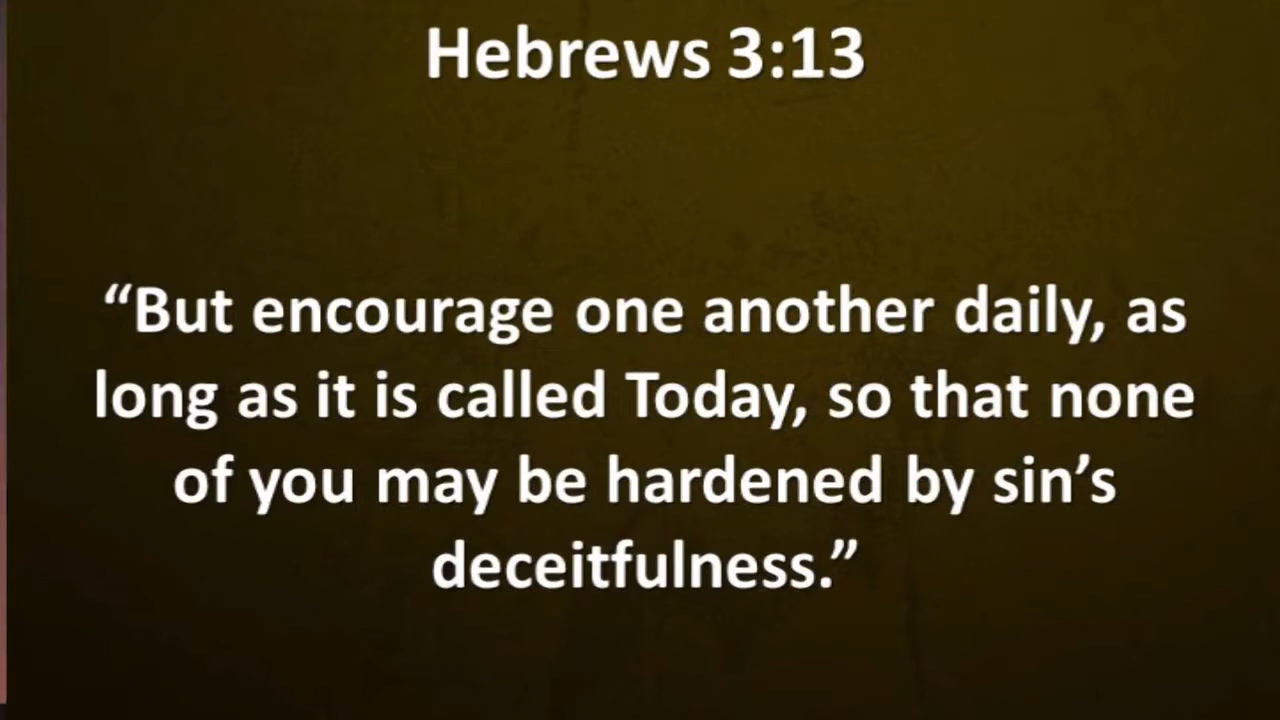 Hebrews 3:13
“But encourage one another daily, as
long as it is called Today, so that none
of you may be hardened by sin’s
deceitfulness.”